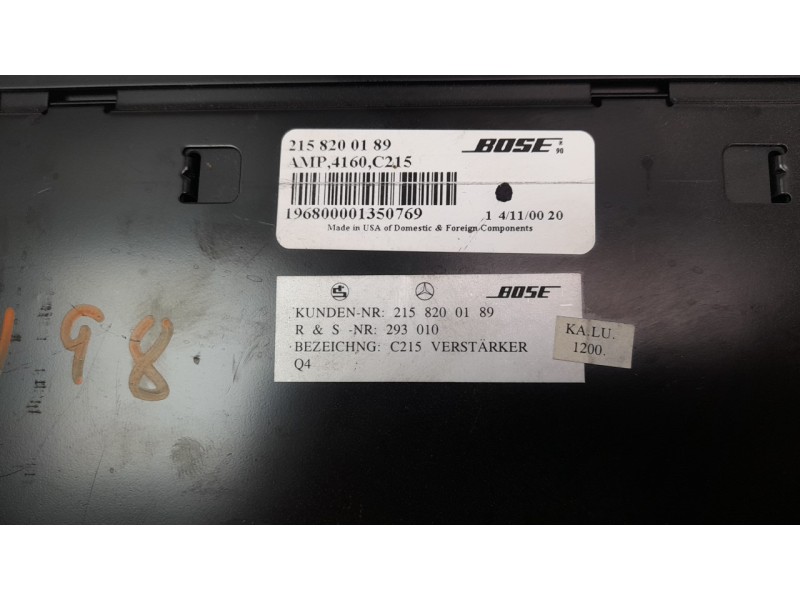 215 820 01 89
BOSE
R
98
AMP,4160,C215
196800001350769
1 4/11/00 20
Made in USA of Domestic & Foreign Components
BOSE
KUNDEN-NR: 215 820 01 89
R & S -NR: 293 010
BEZEICHNG: C215 VERSTÄRKER
Q4
KA.LU.
1200.
98